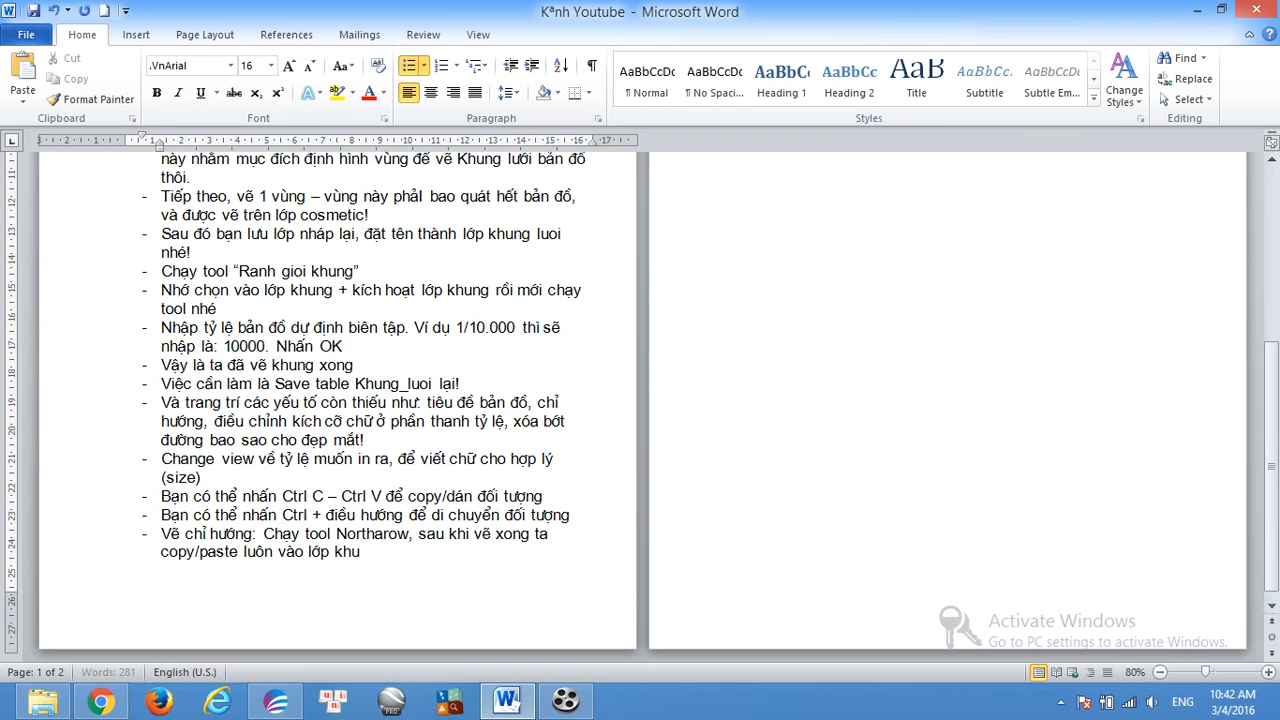 Kªnh Youtube - Microsoft Word
File Home Insert Page Layout References Mailings Review View
Paste
Cut
Copy
Format Painter
Clipboard
.VnArial 16
Font
Paragraph
AaBbCcDc AaBbCcDc AaBbCc AaBbCc AaB AaBbCcDc AaBbCcDc
¶ Normal ¶ No Spaci... Heading 1 Heading 2 Title Subtitle Subtle Em...
Change Styles
Styles
Find
Replace
Select
Editing
này nhằm mục đích định hình vùng để vẽ Khung lưới bản đồ
thôi.
- Tiếp theo, vẽ 1 vùng – vùng này phảI bao quát hết bản đồ,
và được vẽ trên lớp cosmetic!
- Sau đó bạn lưu lớp nháp lại, đặt tên thành lớp khung luoi
nhé!
- Chạy tool “Ranh gioi khung”
- Nhớ chọn vào lớp khung + kích hoạt lớp khung rồi mới chạy
tool nhé
- Nhập tỷ lệ bản đồ dự định biên tập. Ví dụ 1/10.000 thì sẽ
nhập là: 10000. Nhấn OK
- Vậy là ta đã vẽ khung xong
- Việc cần làm là Save table Khung_luoi lại!
- Và trang trí các yếu tố còn thiếu như: tiêu đề bản đồ, chỉ
hướng, điều chỉnh kích cỡ chữ ở phần thanh tỷ lệ, xóa bớt
đường bao sao cho đẹp mắt!
- Change view về tỷ lệ muốn in ra, để viết chữ cho hợp lý
(size)
- Bạn có thể nhấn Ctrl C – Ctrl V để copy/dán đối tượng
- Bạn có thể nhấn Ctrl + điều hướng để di chuyển đối tượng
- Vẽ chỉ hướng: Chạy tool Northarow, sau khi vẽ xong ta
copy/paste luôn vào lớp khu
Activate Windows
Go to PC settings to activate Windows.
Page: 1 of 2 Words: 281 English (U.S.) 80%
ENG
10:42 AM
3/4/2016